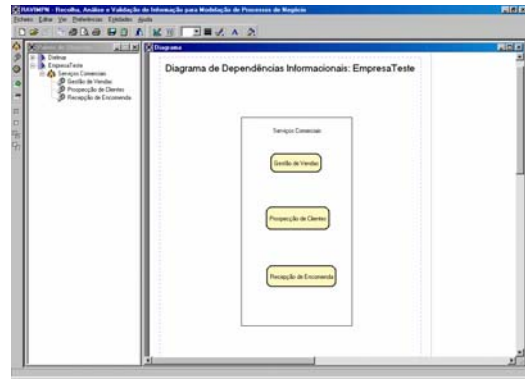 RAVIMPN - Recolha, Análise e Validação de Informação para Modelação de Processos de Negócio
Ficheiro Editar Ver Preferências Entidades Ajuda
Diagrama
Delmar
EmpresaTeste
Serviços Comerciais
Gestão de Vendas
Prospecção de Clientes
Recepção de Encomenda
Diagrama de Dependências Informacionais: EmpresaTeste
Serviços Comerciais
Gestão de Vendas
Prospecção de Clientes
Recepção de Encomenda